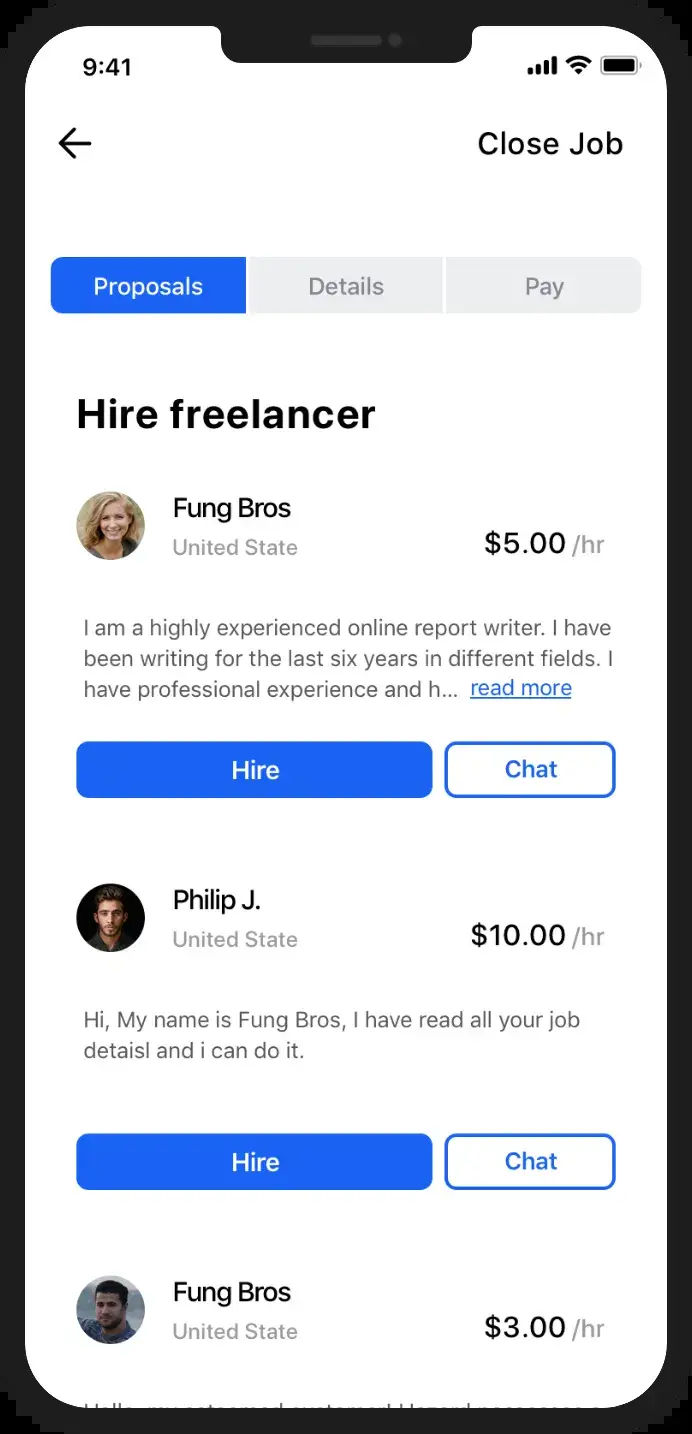 9:41
Close Job
Proposals
Details
Pay
Hire freelancer
Fung Bros
United State
$5.00 /hr
I am a highly experienced online report writer. I have
been writing for the last six years in different fields. I
have professional experience and h... read more
Hire
Chat
Philip J.
United State
$10.00 /hr
Hi, My name is Fung Bros, I have read all your job
detaisl and i can do it.
Hire
Chat
Fung Bros
United State
$3.00 /hr